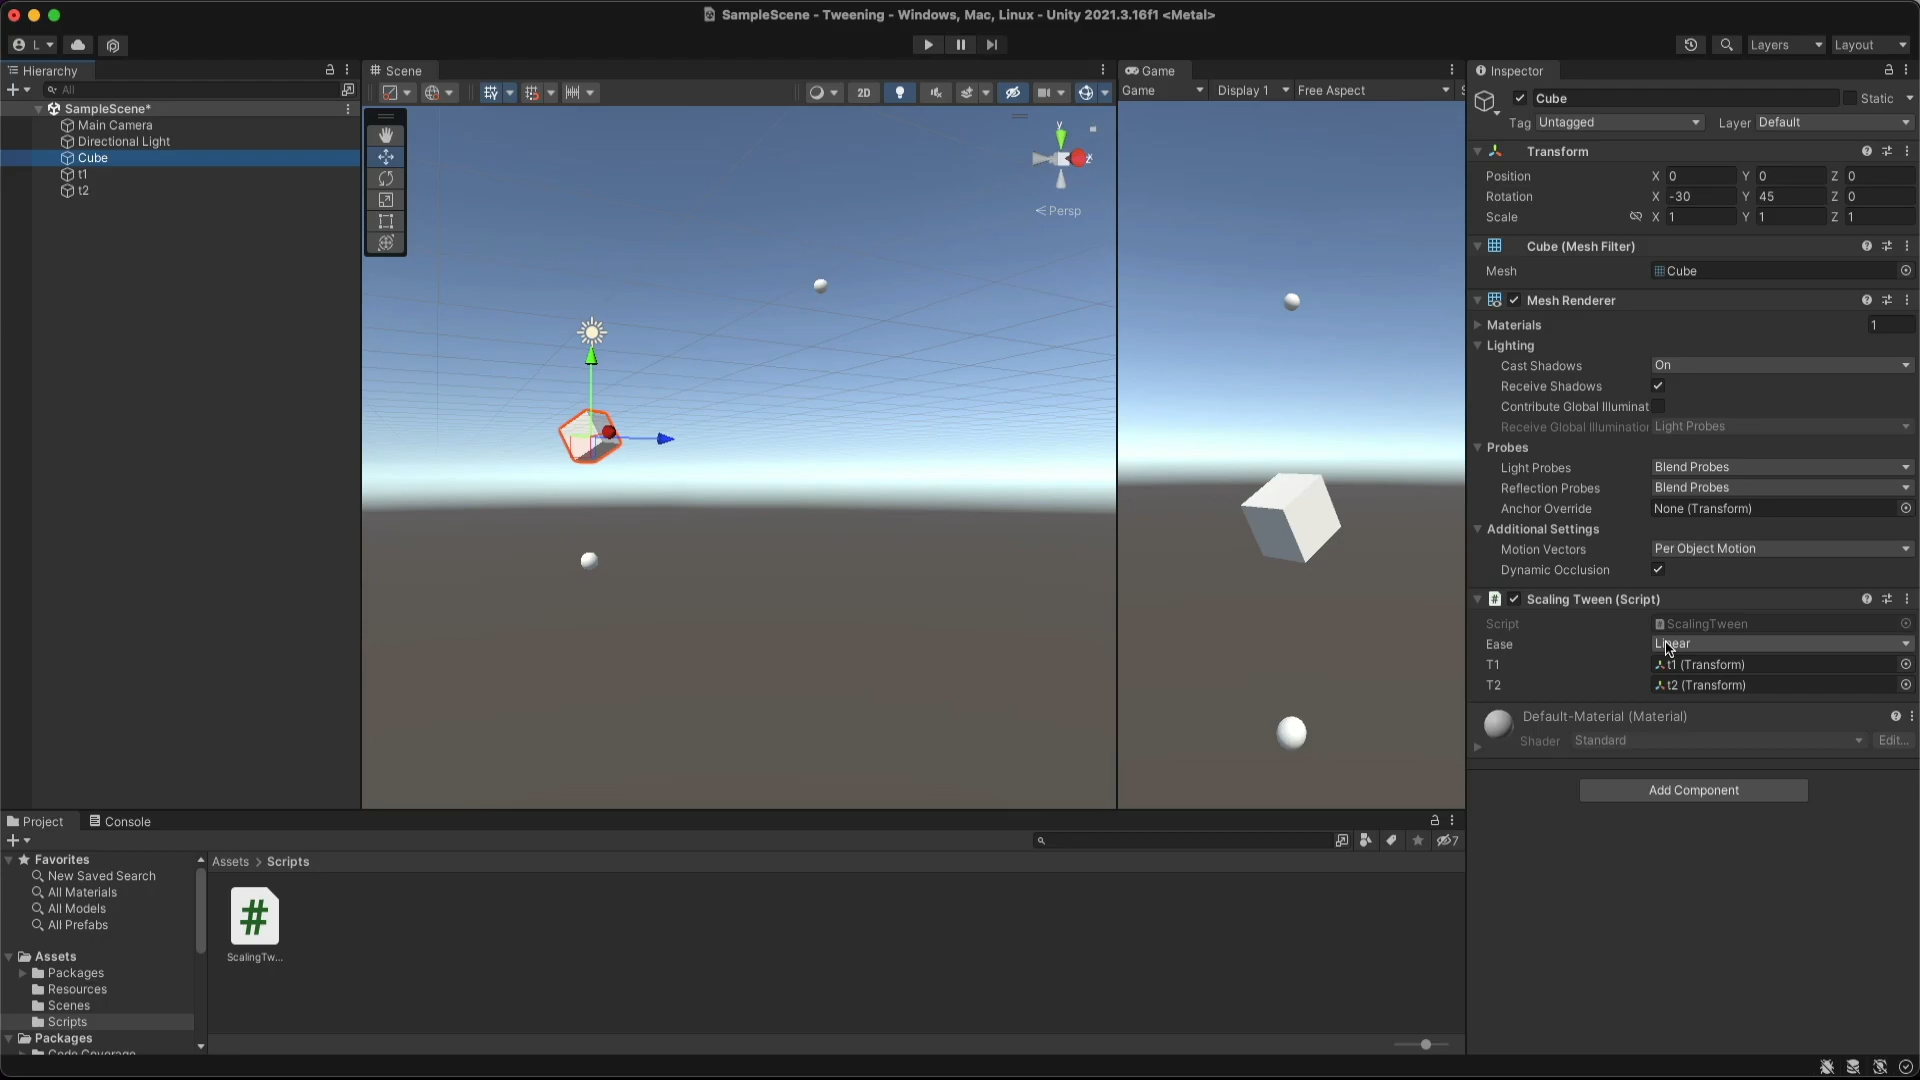 SampleScene - Tweening - Windows, Mac, Linux - Unity 2021.3.16f1 <Metal>
L
Layers
Layout
Hierarchy
All
SampleScene*
Main Camera
Directional Light
Cube
t1
t2
Scene
2D
y
z
Persp
Game
Game
Display 1
Free Aspect
Inspector
Cube
Static
Tag
Untagged
Layer
Default
Transform
Position X 0 Y 0 Z 0
Rotation X -30 Y 45 Z 0
Scale X 1 Y 1 Z 1
Cube (Mesh Filter)
Mesh
Cube
Mesh Renderer
Materials
1
Lighting
Cast Shadows
On
Receive Shadows
Contribute Global Illuminat
Receive Global Illumination
Light Probes
Probes
Light Probes
Blend Probes
Reflection Probes
Blend Probes
Anchor Override
None (Transform)
Additional Settings
Motion Vectors
Per Object Motion
Dynamic Occlusion
# Scaling Tween (Script)
Script
ScalingTween
Ease
Linear
T1
t1 (Transform)
T2
t2 (Transform)
Default-Material (Material)
Shader
Standard
Edit...
Add Component
Project
Console
7
Favorites
New Saved Search
All Materials
All Models
All Prefabs
Assets
Packages
Resources
Scenes
Scripts
Packages
Code Coverage
Assets > Scripts
#
ScalingTw...